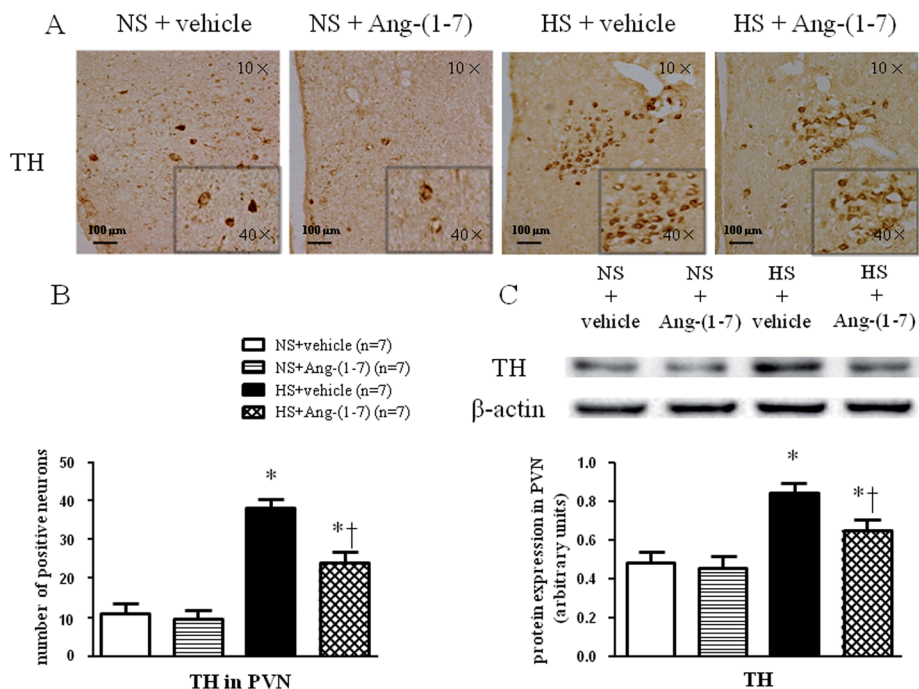 A
NS + vehicle
NS + Ang-(1-7)
HS + vehicle
HS + Ang-(1-7)
TH
10×
40×
100 μm
10×
40×
100 μm
10×
40×
100 μm
10×
40×
100 μm
B
NS+vehicle (n=7)
NS+Ang-(1-7) (n=7)
HS+vehicle (n=7)
HS+Ang-(1-7) (n=7)
number of positive neurons
50
40
30
20
10
0
*
*†
TH in PVN
C
NS
+
vehicle
NS
+
Ang-(1-7)
HS
+
vehicle
HS
+
Ang-(1-7)
TH
β-actin
protein expression in PVN
(arbitrary units)
1.0
0.8
0.6
0.4
0.2
0.0
*
*†
TH